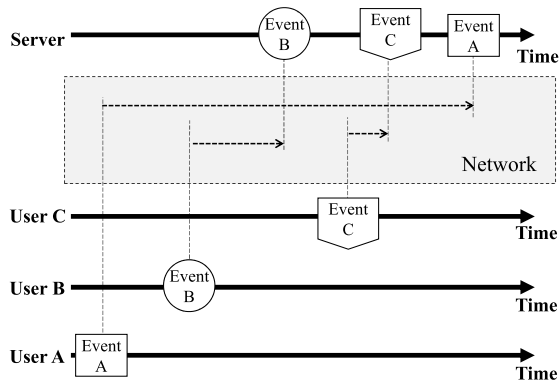 Server
Event
B
Event
C
Event
A
Time
Network
User C
Event
C
Time
User B
Event
B
Time
User A
Event
A
Time